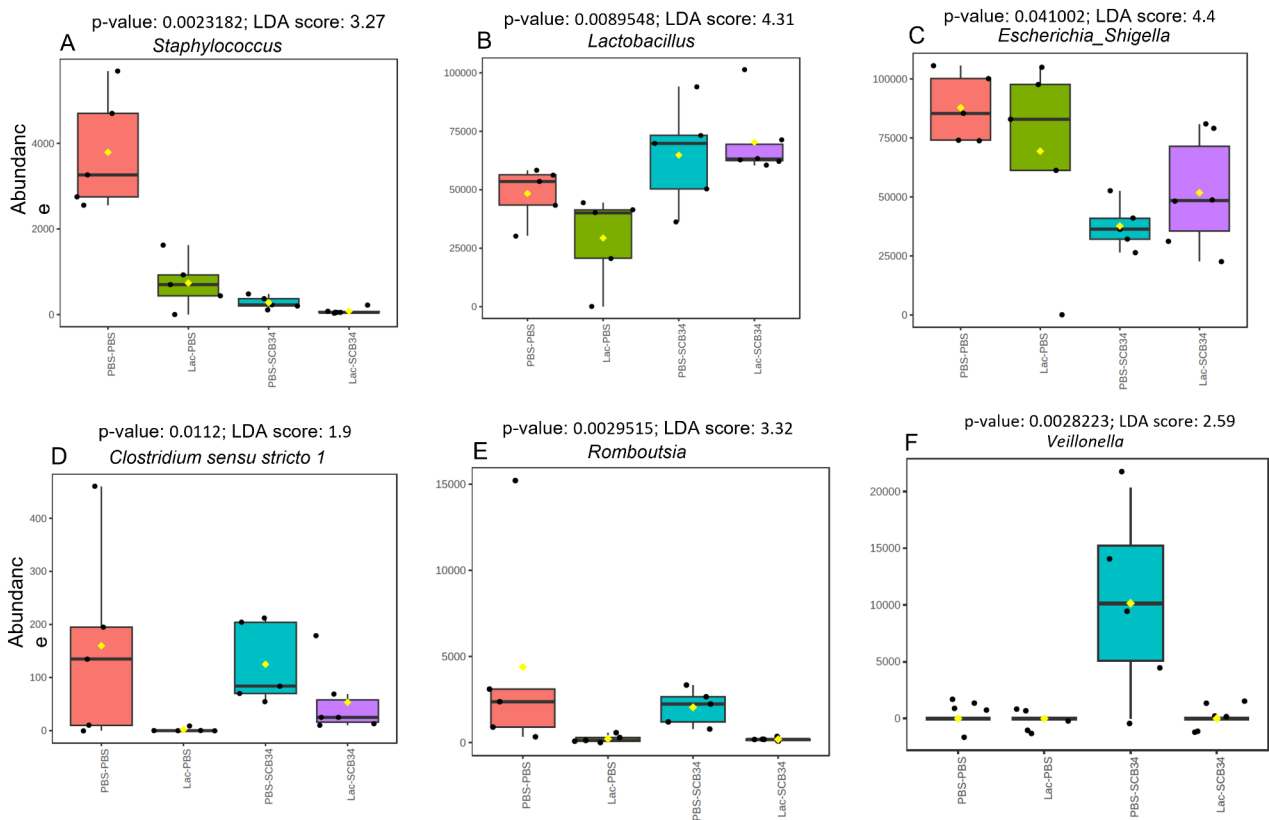 p-value: 0.0023182; LDA score: 3.27
A
Staphylococcus
Abundanc
e
4000
2000
0
PBS-PBS
Lac-PBS
PBS-SCB34
Lac-SCB34
p-value: 0.0089548; LDA score: 4.31
B
Lactobacillus
100000
75000
50000
25000
0
PBS-PBS
Lac-PBS
PBS-SCB34
Lac-SCB34
p-value: 0.041002; LDA score: 4.4
C
Escherichia_Shigella
100000
75000
50000
25000
0
PBS-PBS
Lac-PBS
PBS-SCB34
Lac-SCB34
p-value: 0.0112; LDA score: 1.9
D
Clostridium sensu stricto 1
Abundanc
e
400
300
200
100
0
PBS-PBS
Lac-PBS
PBS-SCB34
Lac-SCB34
p-value: 0.0029515; LDA score: 3.32
E
Romboutsia
15000
10000
5000
0
PBS-PBS
Lac-PBS
PBS-SCB34
Lac-SCB34
p-value: 0.0028223; LDA score: 2.59
F
Veillonella
20000
15000
10000
5000
0
PBS-PBS
Lac-PBS
PBS-SCB34
Lac-SCB34